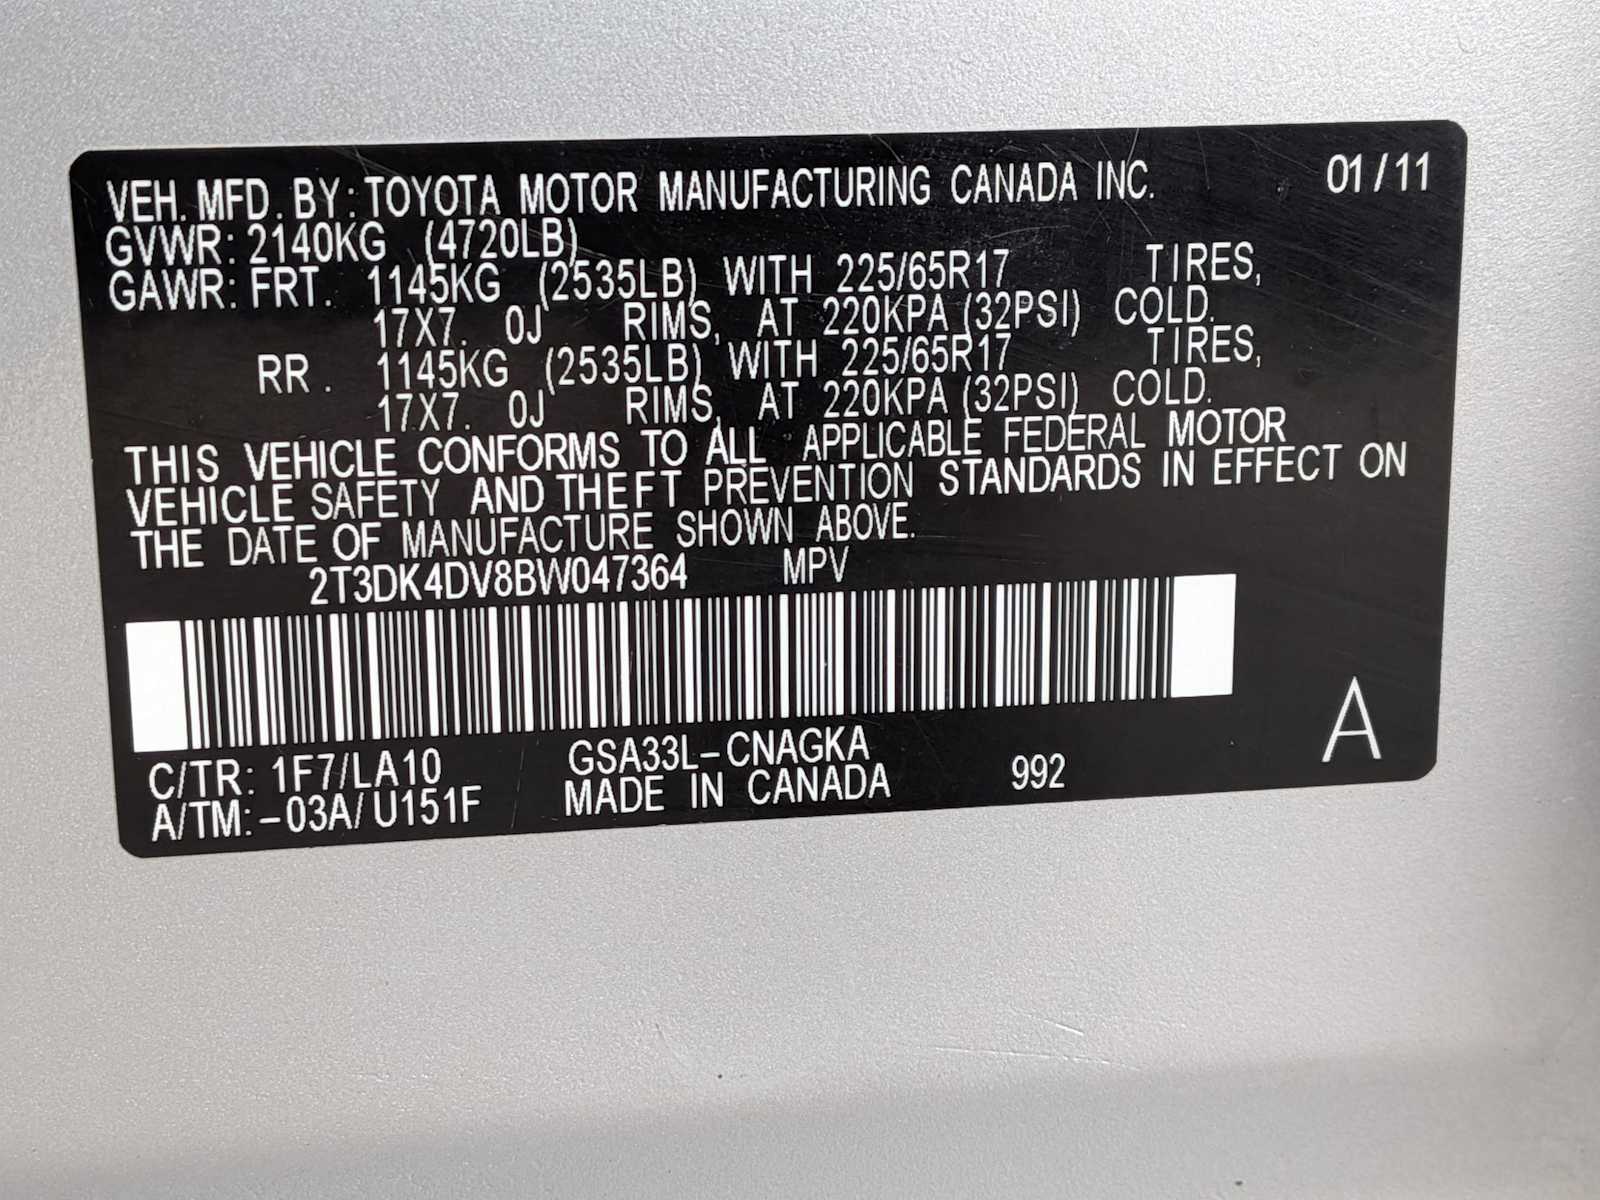 VEH. MFD. BY: TOYOTA MOTOR MANUFACTURING CANADA INC. 01/11
GVWR: 2140KG (4720LB)
GAWR: FRT. 1145KG (2535LB) WITH 225/65R17 TIRES,
17X7. 0J RIMS, AT 220KPA (32PSI) COLD.
RR. 1145KG (2535LB) WITH 225/65R17 TIRES,
17X7. 0J RIMS, AT 220KPA (32PSI) COLD.
THIS VEHICLE CONFORMS TO ALL APPLICABLE FEDERAL MOTOR
VEHICLE SAFETY AND THEFT PREVENTION STANDARDS IN EFFECT ON
THE DATE OF MANUFACTURE SHOWN ABOVE.
2T3DK4DV8BW047364 MPV
C/TR: 1F7/LA10 GSA33L-CNAGKA
A/TM: -03A/U151F MADE IN CANADA 992 A